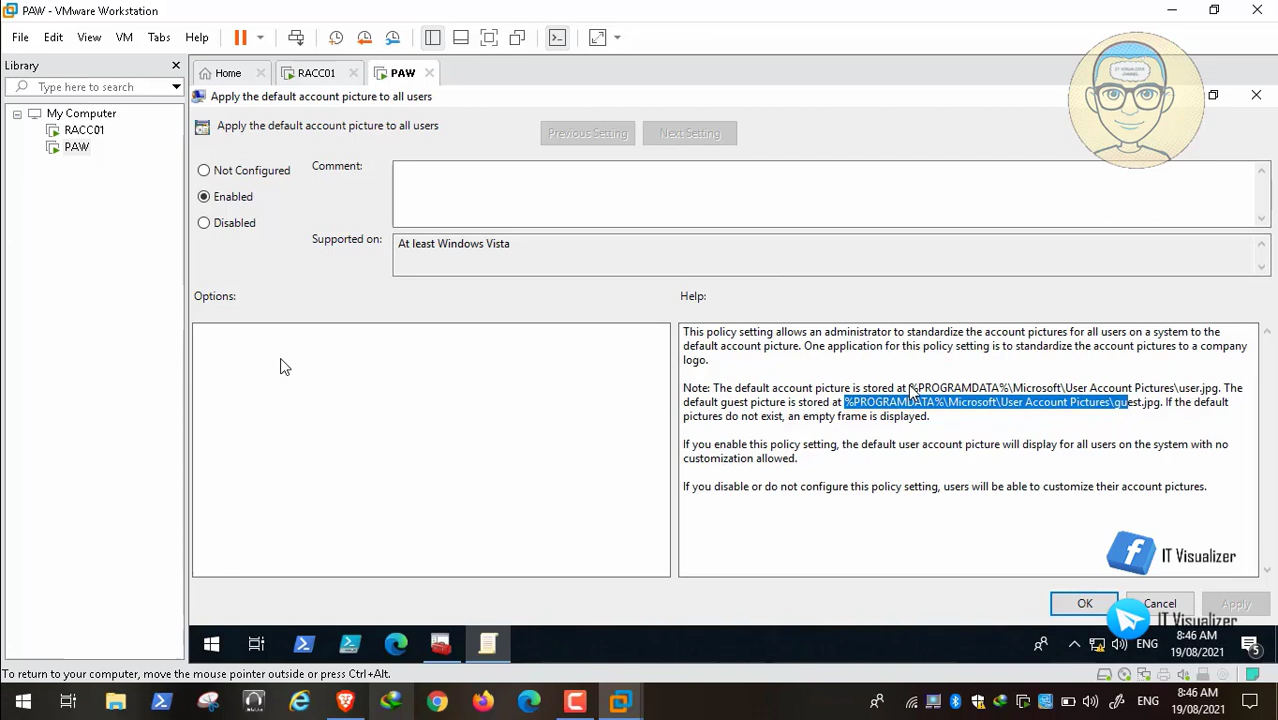 PAW - VMware Workstation
File Edit View VM Tabs Help
Library
Type here to search
My Computer
RACC01
PAW
Home
RACC01
PAW
IT VISUALIZER
CHANNEL
Apply the default account picture to all users
Apply the default account picture to all users
Previous Setting
Next Setting
Not Configured
Enabled
Disabled
Comment:
Supported on:
At least Windows Vista
Options:
Help:
This policy setting allows an administrator to standardize the account pictures for all users on a system to the
default account picture. One application for this policy setting is to standardize the account pictures to a company
logo.
Note: The default account picture is stored at %PROGRAMDATA%\Microsoft\User Account Pictures\user.jpg. The
default guest picture is stored at %PROGRAMDATA%\Microsoft\User Account Pictures\guest.jpg. If the default
pictures do not exist, an empty frame is displayed.
If you enable this policy setting, the default user account picture will display for all users on the system with no
customization allowed.
If you disable or do not configure this policy setting, users will be able to customize their account pictures.
IT Visualizer
OK
Cancel
Apply
IT Visualizer
ENG
8:46 AM
19/08/2021
5
To return to your computer, move the mouse pointer outside or press Ctrl+Alt.
ENG
8:46 AM
19/08/2021